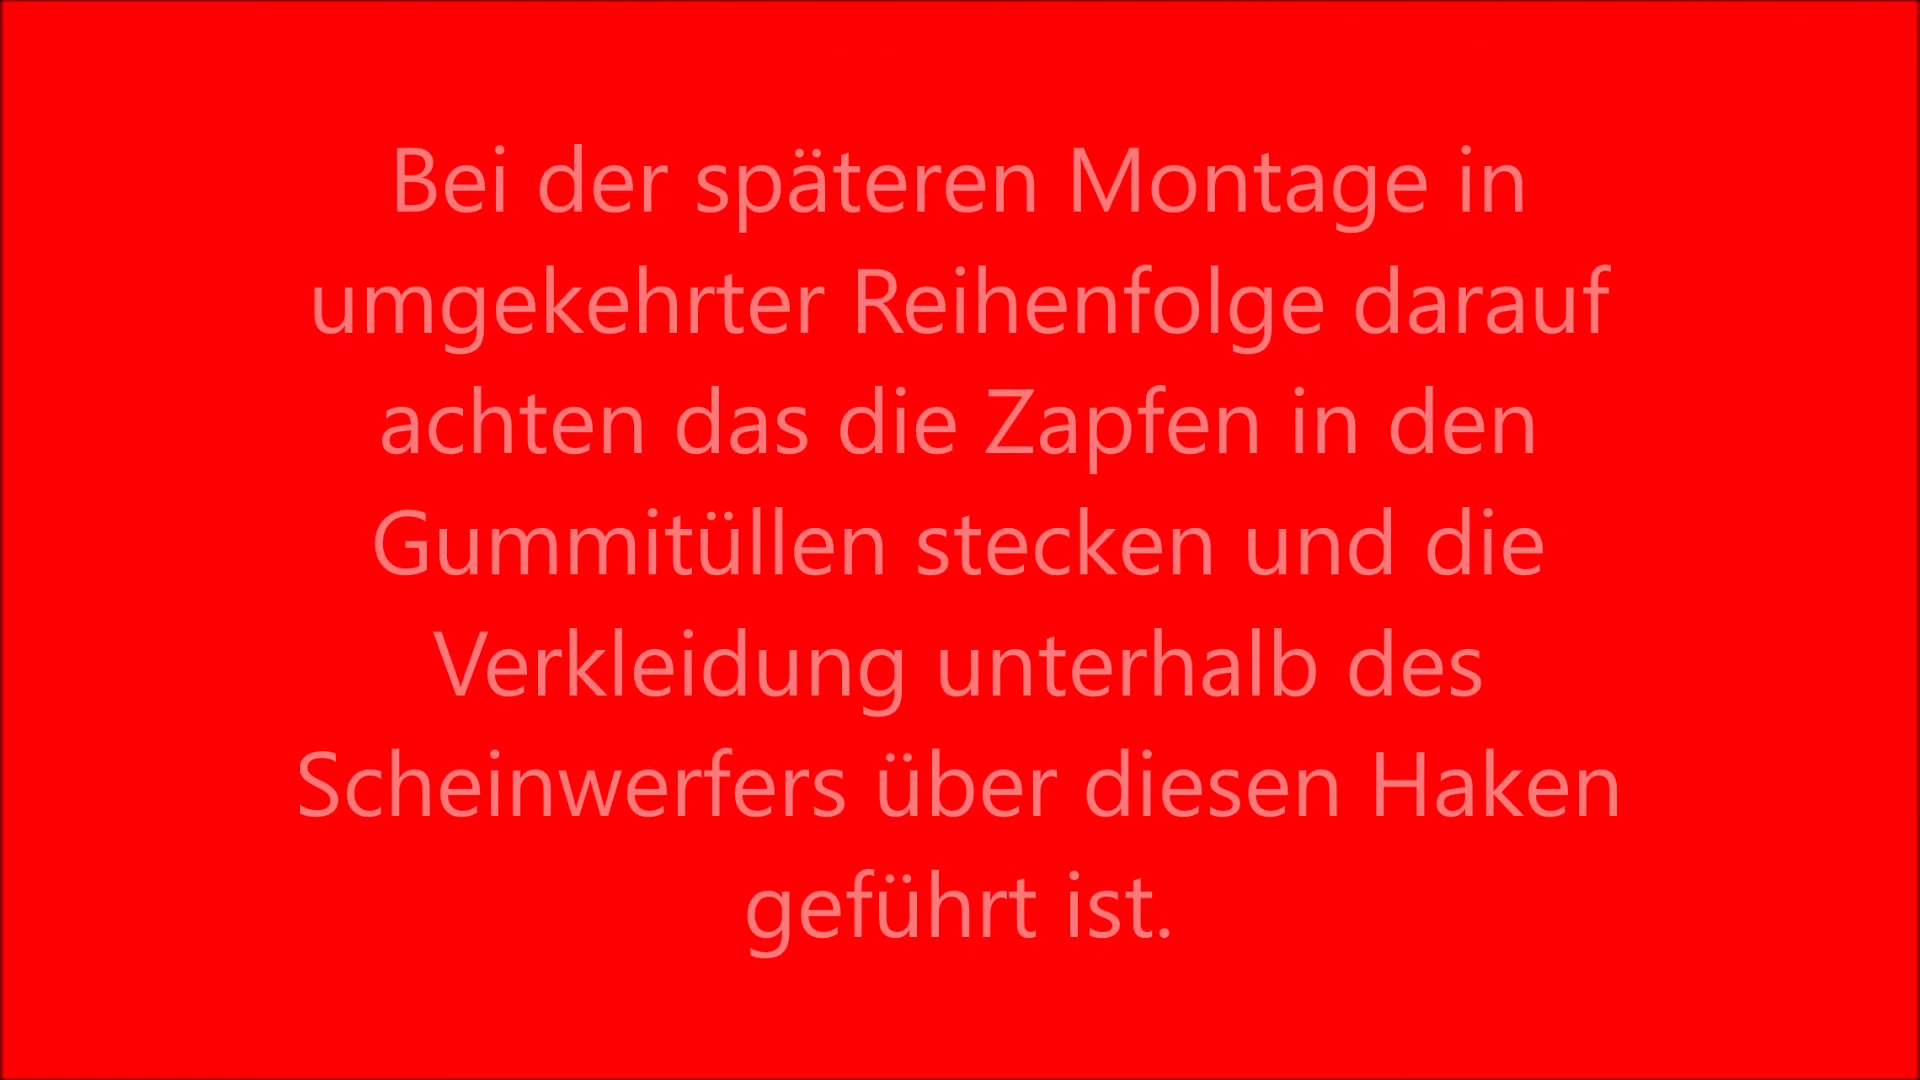 Bei der späteren Montage in
umgekehrter Reihenfolge darauf
achten das die Zapfen in den
Gummitüllen stecken und die
Verkleidung unterhalb des
Scheinwerfers über diesen Haken
geführt ist.